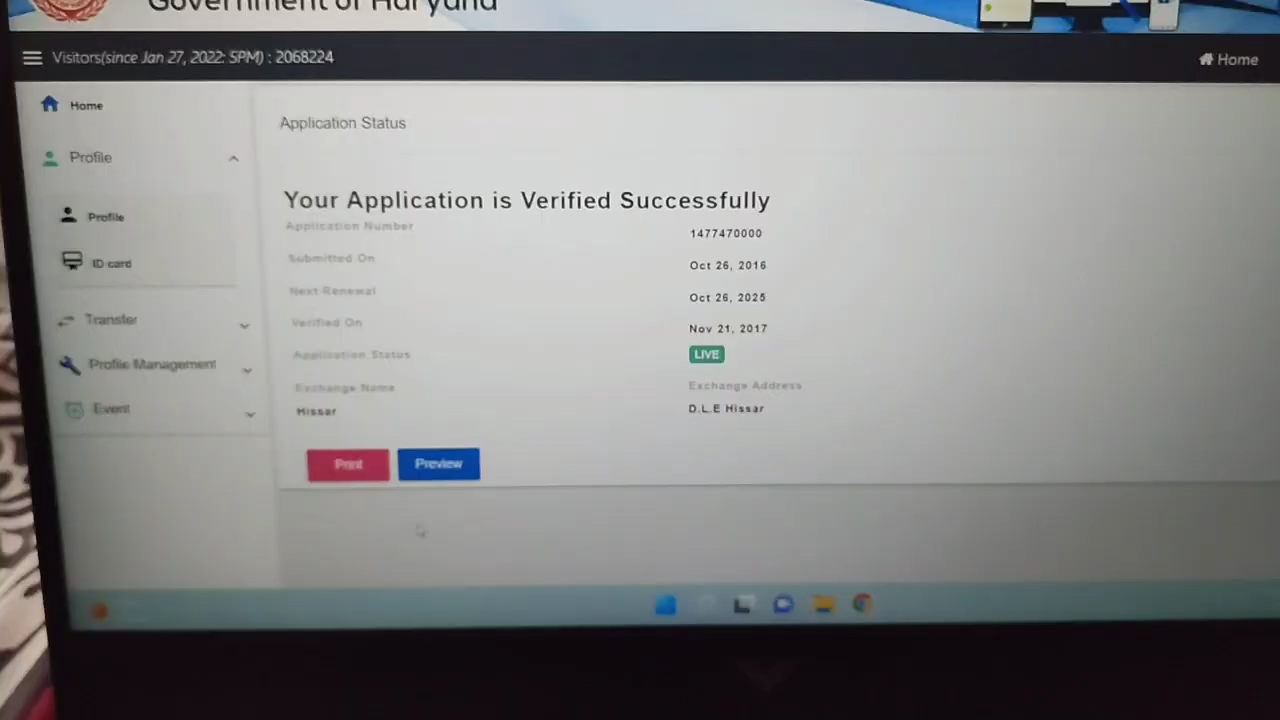 Government of Haryana
Visitors(since Jan 27, 2022: 5PM) : 2068224
Home
Home
Profile
Profile
ID card
Transfer
Profile Management
Event
Application Status
Your Application is Verified Successfully
Application Number
1477470000
Submitted On
Oct 26, 2016
Next Renewal
Oct 26, 2025
Verified On
Nov 21, 2017
Application Status
LIVE
Exchange Name
Exchange Address
Hissar
D.L.E Hissar
Print
Preview